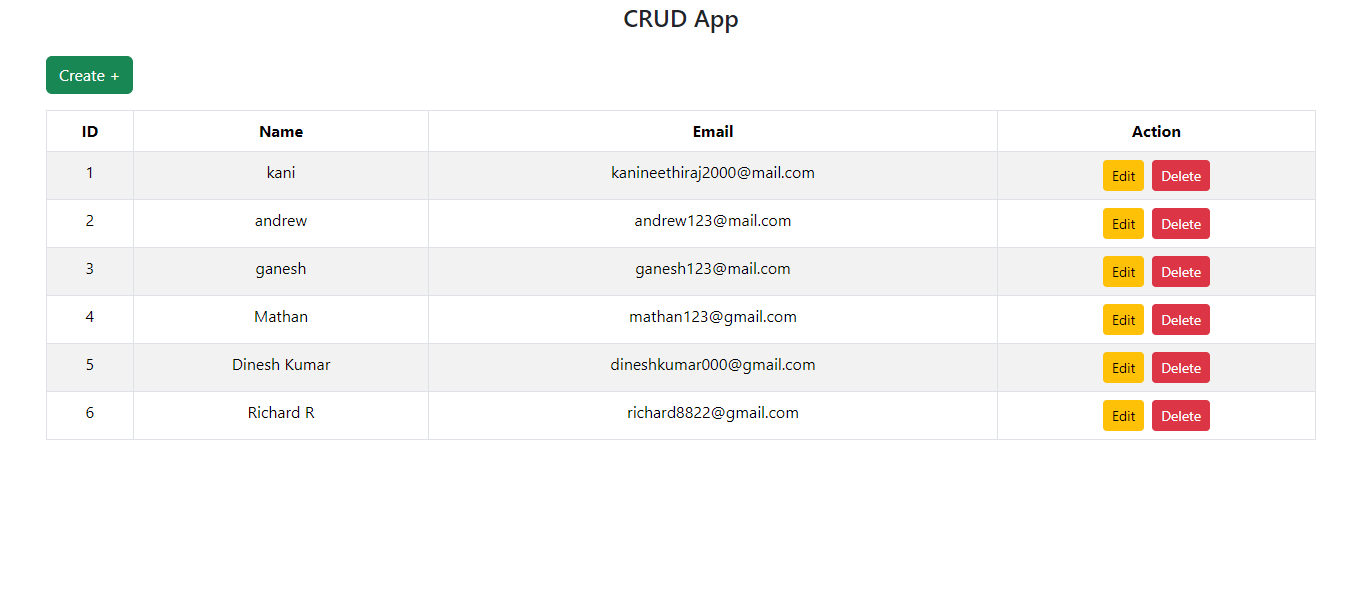 CRUD App
Create +
ID Name Email Action
1 kani kanineethiraj2000@mail.com Edit Delete
2 andrew andrew123@mail.com Edit Delete
3 ganesh ganesh123@mail.com Edit Delete
4 Mathan mathan123@gmail.com Edit Delete
5 Dinesh Kumar dineshkumar000@gmail.com Edit Delete
6 Richard R richard8822@gmail.com Edit Delete